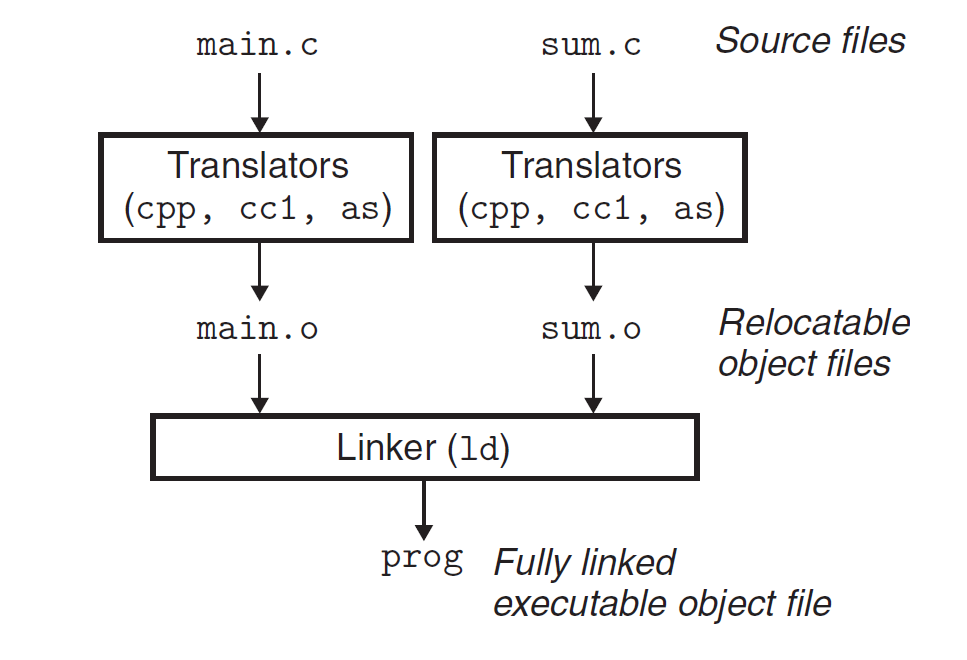 main.c
sum.c
Source files
Translators
(cpp, cc1, as)
Translators
(cpp, cc1, as)
main.o
sum.o
Relocatable
object files
Linker (ld)
prog
Fully linked
executable object file